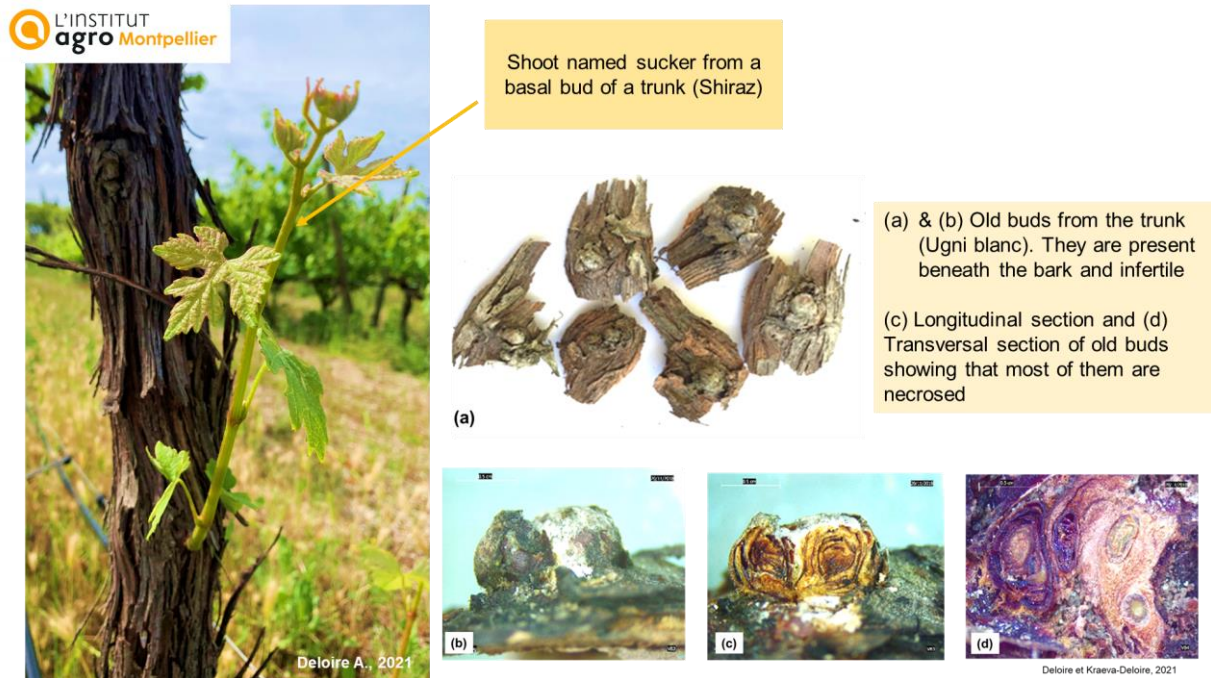 L'INSTITUT
agro Montpellier
Shoot named sucker from a
basal bud of a trunk (Shiraz)
Deloire A., 2021
(a) & (b) Old buds from the trunk
(Ugni blanc). They are present
beneath the bark and infertile
(c) Longitudinal section and (d)
Transversal section of old buds
showing that most of them are
necrosed
(a)
(b)
(c)
(d)
Deloire et Kraeva-Deloire, 2021